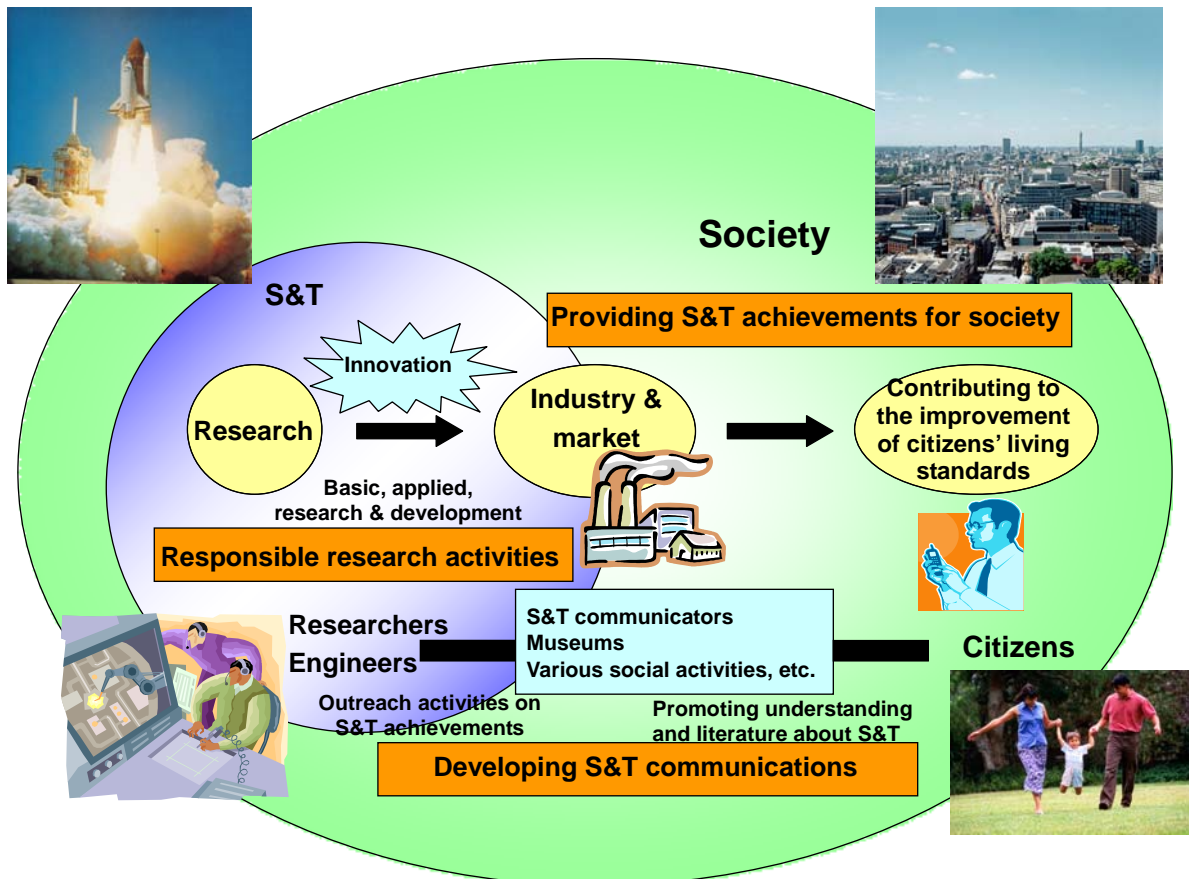 Society
S&T
Providing S&T achievements for society
Innovation
Research
Industry &
market
Contributing to
the improvement
of citizens' living
standards
Basic, applied,
research & development
Responsible research activities
Researchers
Engineers
S&T communicators
Museums
Various social activities, etc.
Citizens
Outreach activities on
S&T achievements
Promoting understanding
and literature about S&T
Developing S&T communications